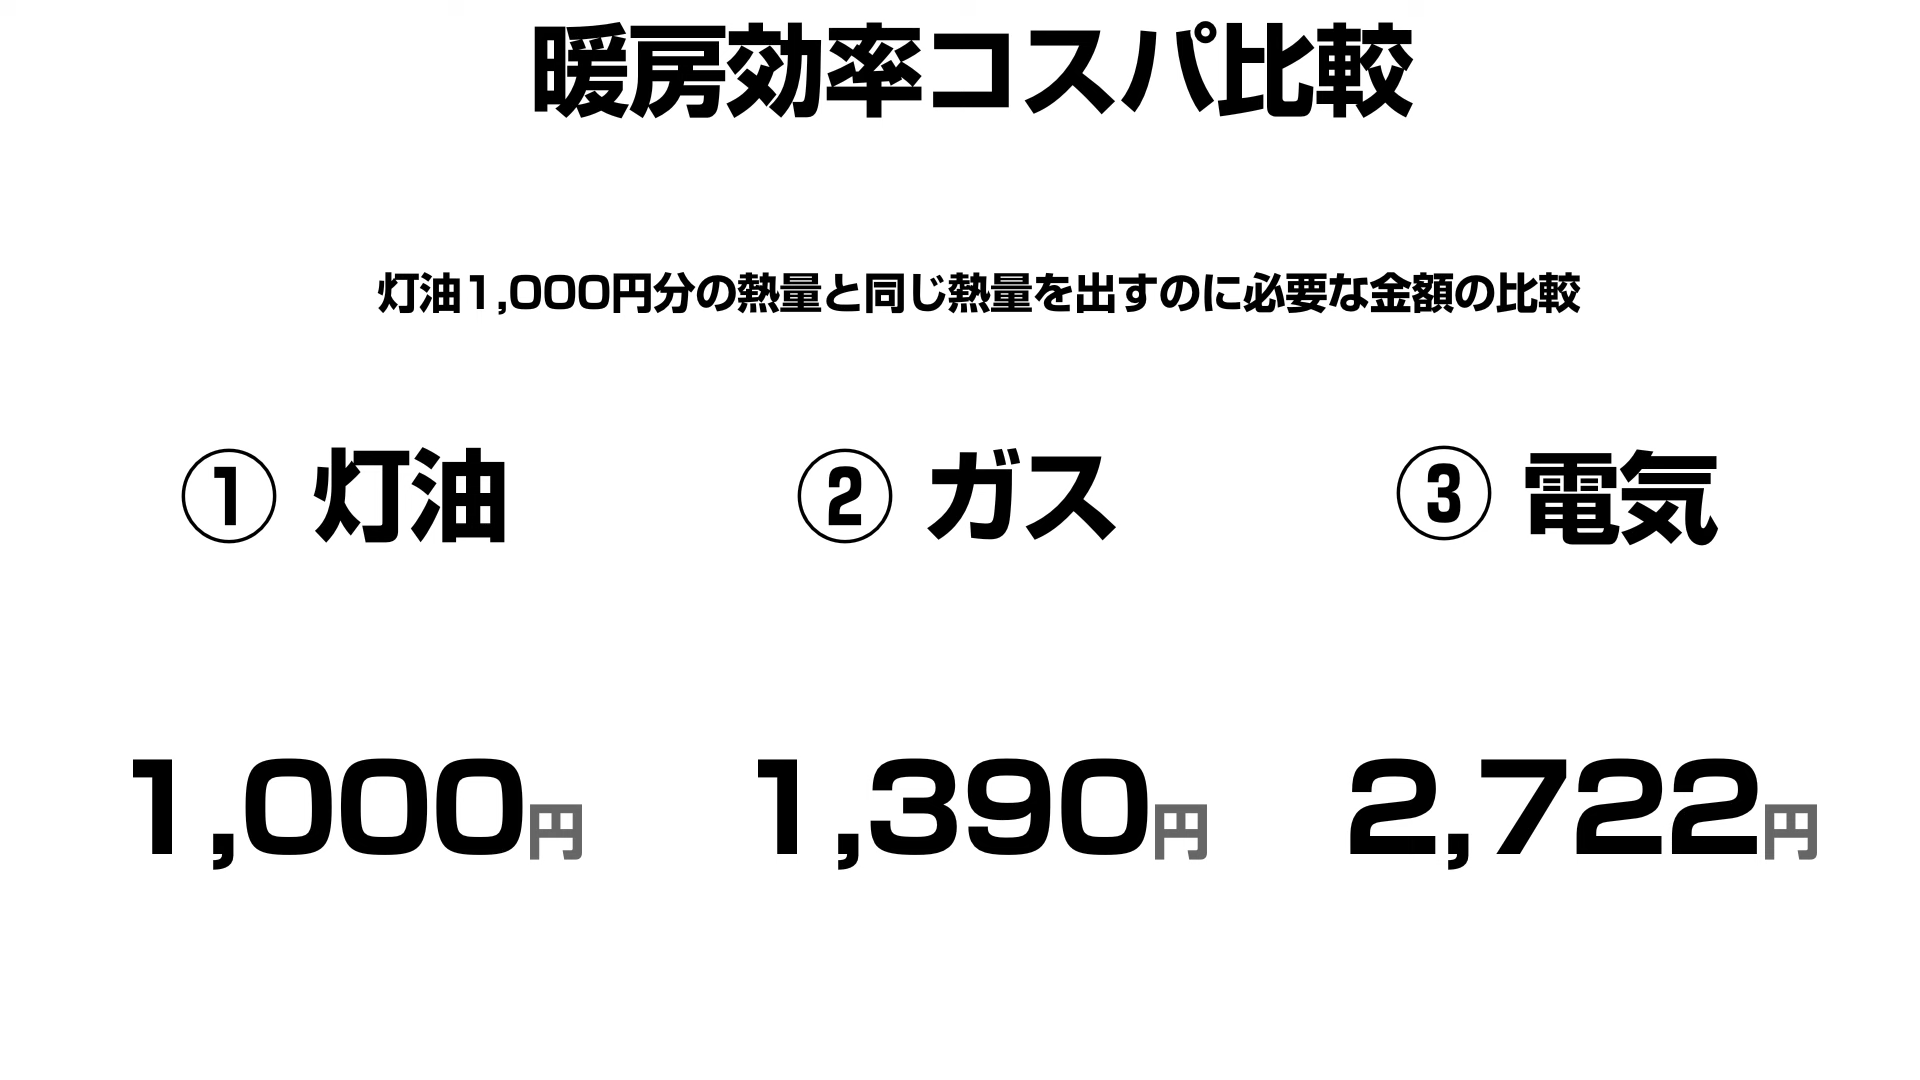 暖房効率コスパ比較
灯油1,000円分の熱量と同じ熱量を出すのに必要な金額の比較
① 灯油
② ガス
③ 電気
1,000円
1,390円
2,722円